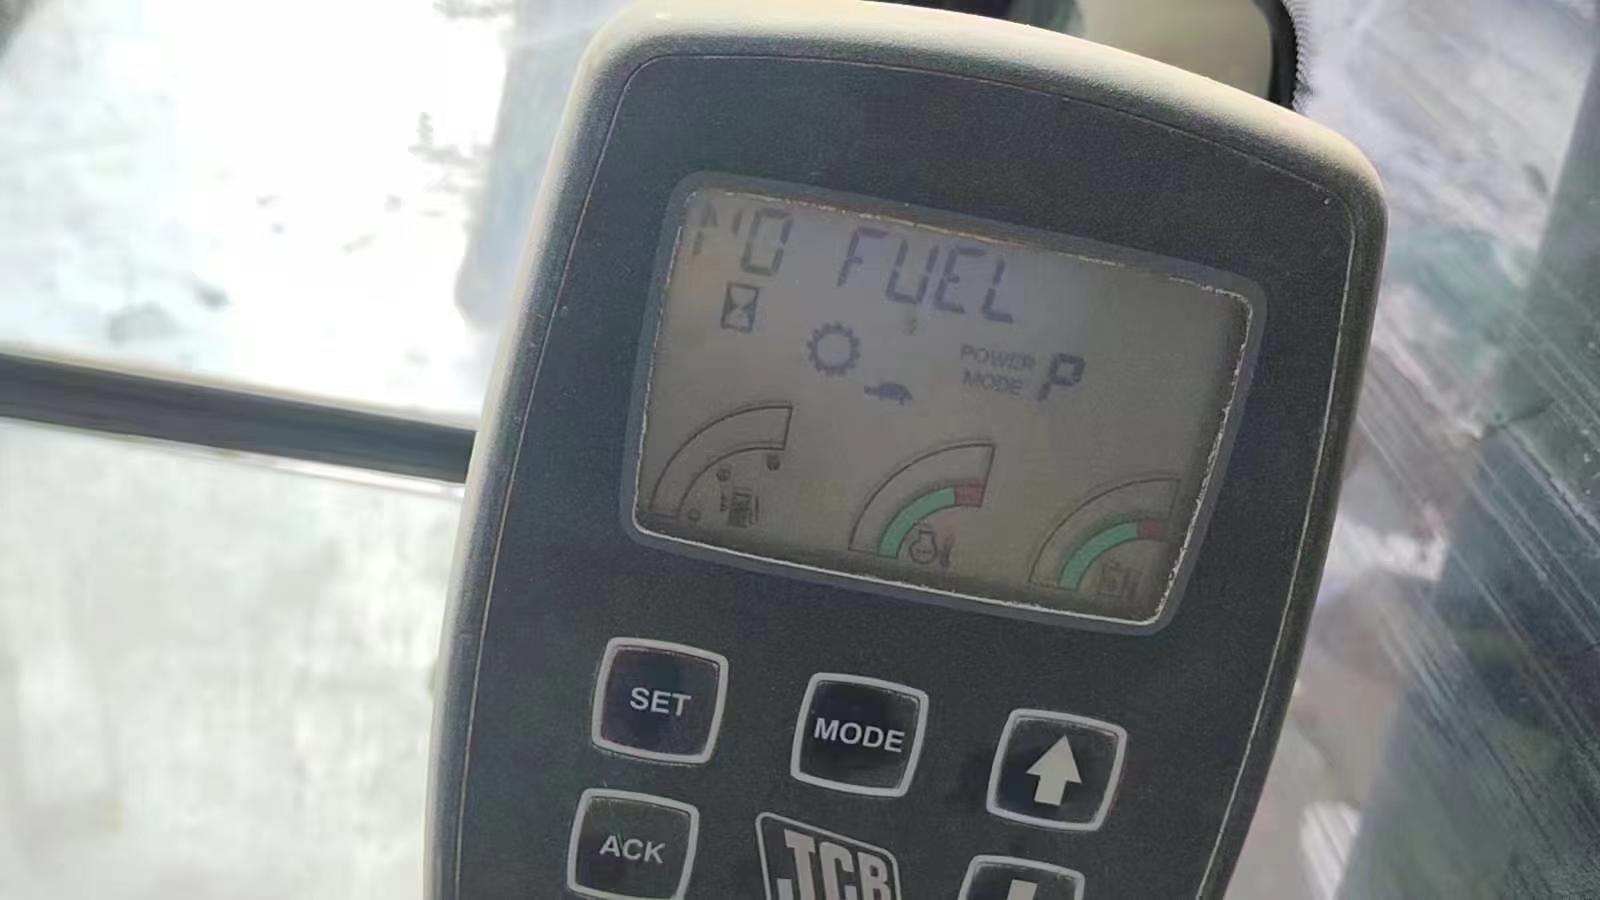 NO FUEL
POWER
MODE P
SET
MODE
ACK
JCB